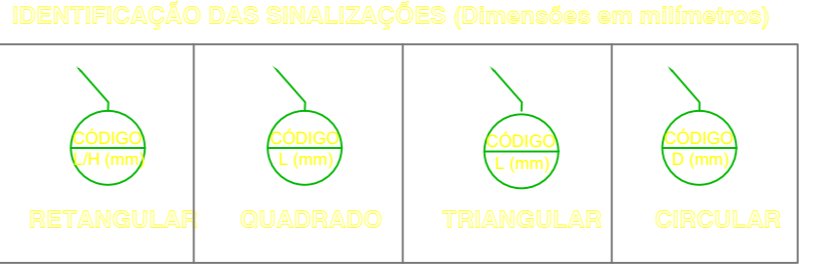 IDENTIFICAÇÃO DAS SINALIZAÇÕES (Dimensões em milímetros)
CÓDIGO CÓDIGO CÓDIGO CÓDIGO
L/H (mm) L (mm) L (mm) D (mm)
RETANGULAR QUADRADO TRIANGULAR CIRCULAR